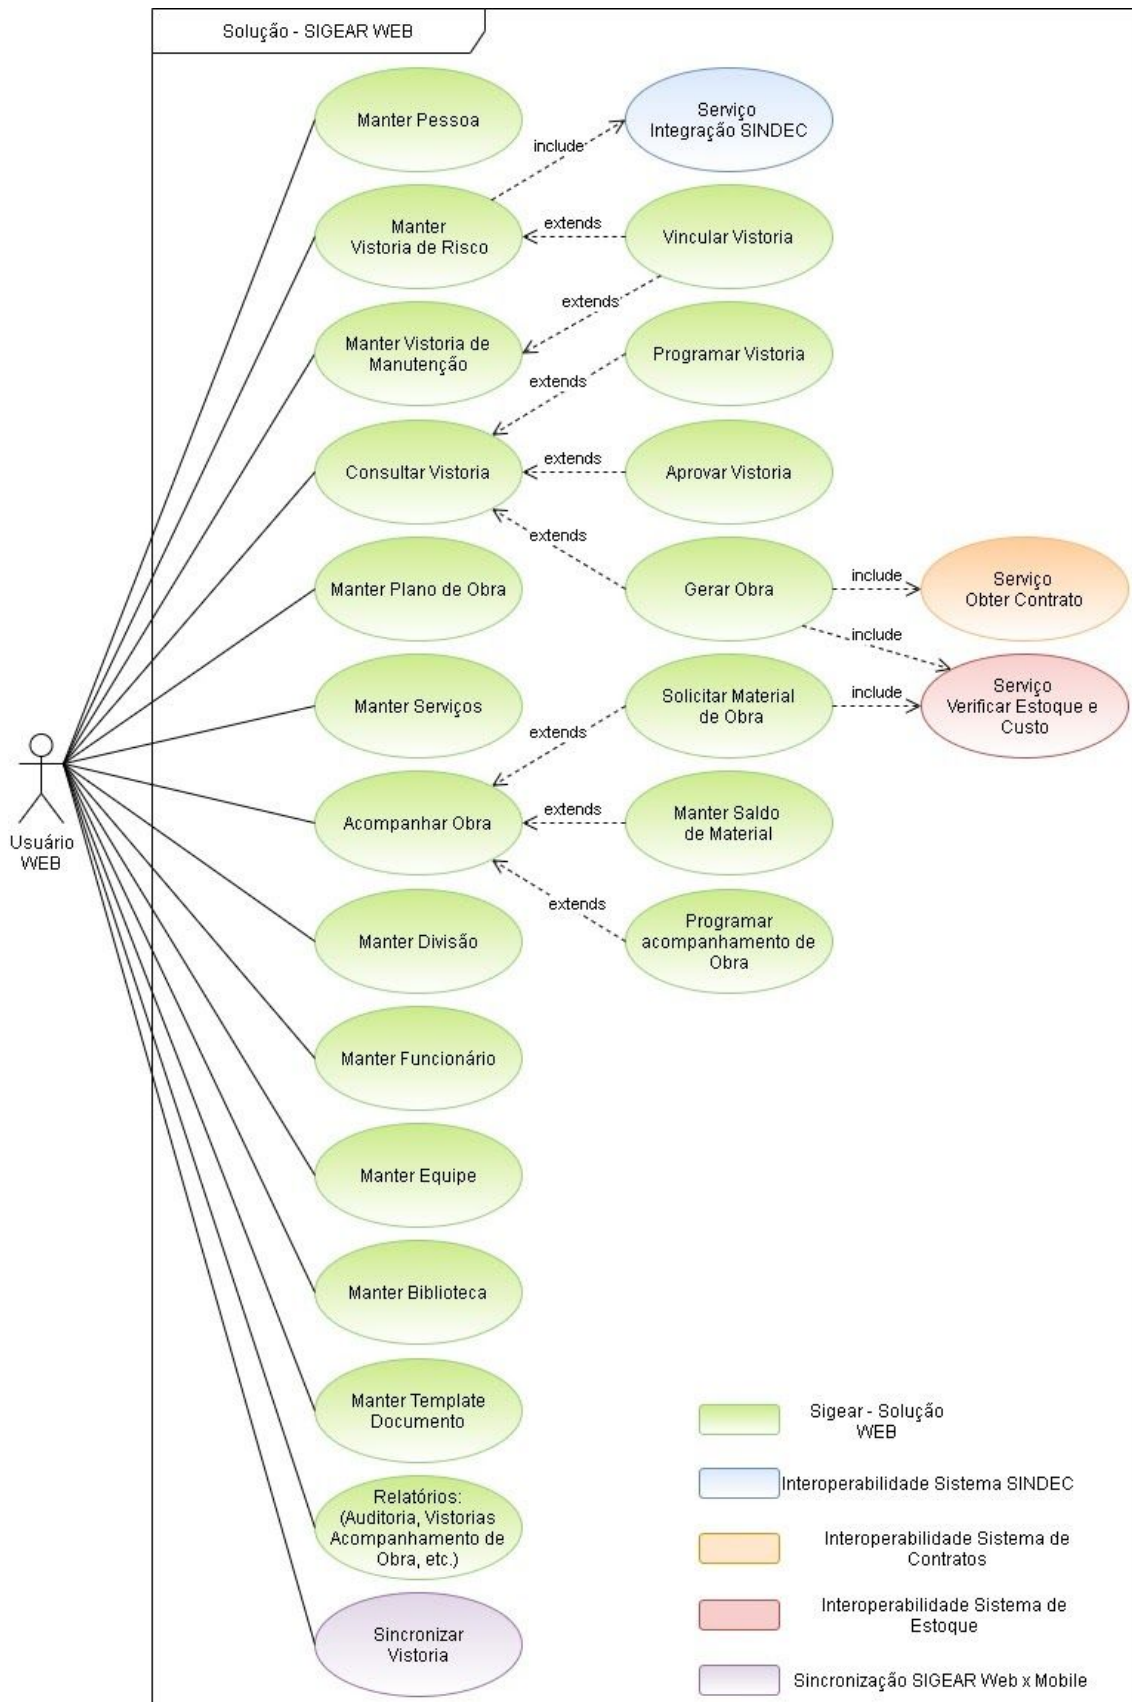 Solução - SIGEAR WEB
Manter Pessoa
Serviço
Integração SINDEC
include
Manter
Vistoria de Risco
extends
Vincular Vistoria
extends
Manter Vistoria de
Manutenção
Programar Vistoria
extends
Consultar Vistoria
extends
Aprovar Vistoria
extends
Manter Plano de Obra
Gerar Obra
include
Serviço
Obter Contrato
include
Manter Serviços
Solicitar Material
de Obra
include
Serviço
Verificar Estoque e
Custo
extends
Usuário
WEB
Acompanhar Obra
extends
Manter Saldo
de Material
extends
Programar
acompanhamento de
Obra
Manter Divisão
Manter Funcionário
Manter Equipe
Manter Biblioteca
Manter Template
Documento
Relatórios:
(Auditoria, Vistorias
Acompanhamento de
Obra, etc.)
Sincronizar
Vistoria
Sigear - Solução
WEB
Interoperabilidade Sistema SINDEC
Interoperabilidade Sistema de
Contratos
Interoperabilidade Sistema de
Estoque
Sincronização SIGEAR Web x Mobile